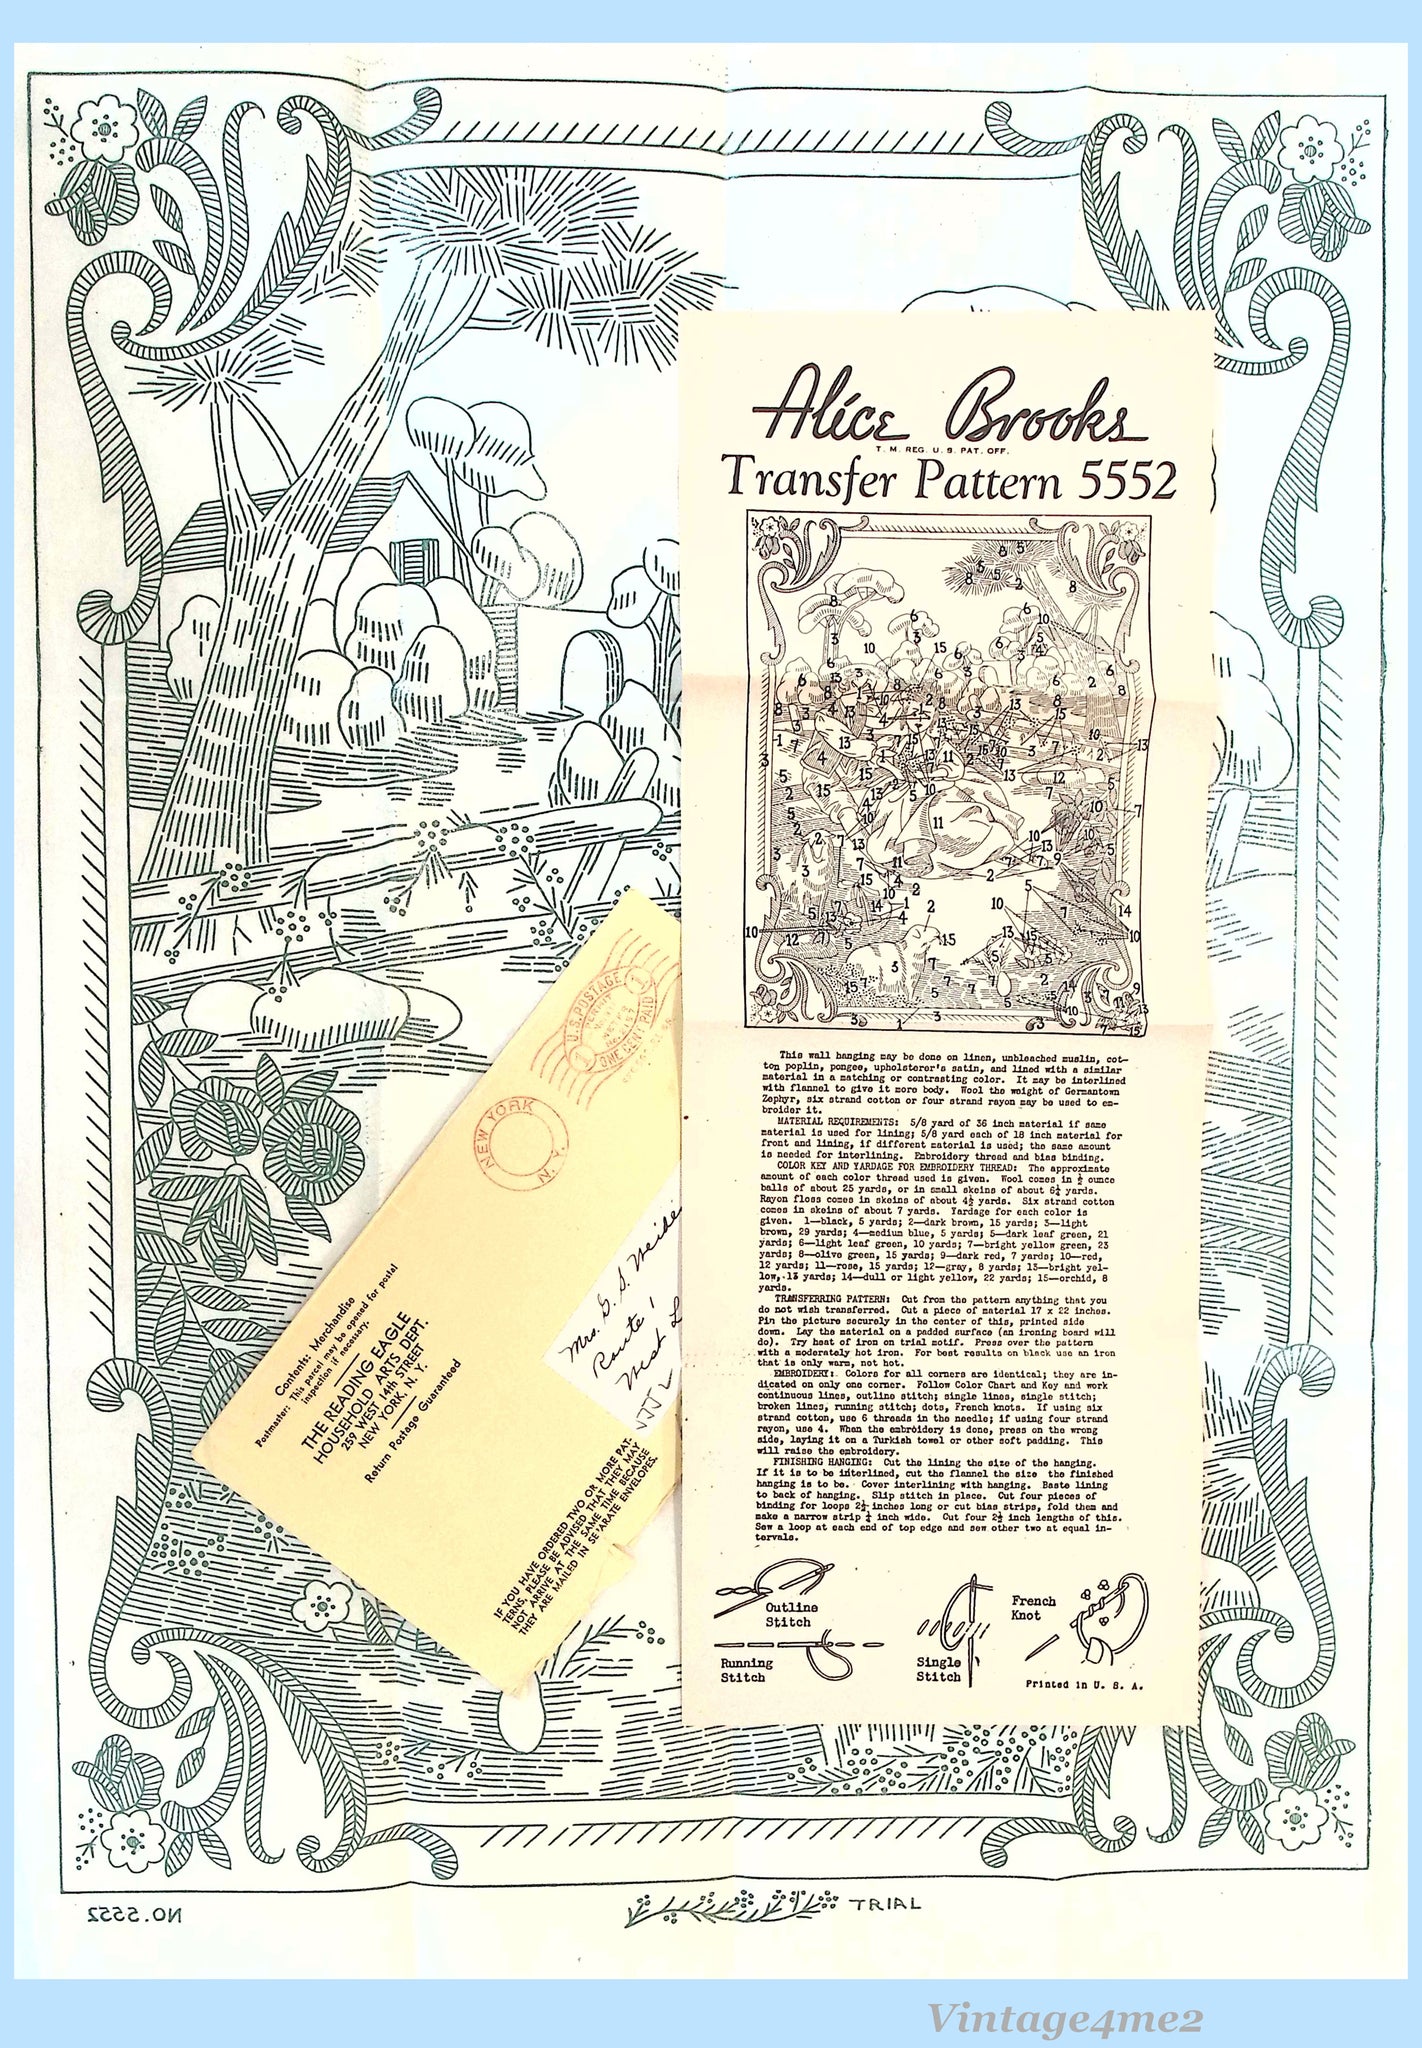 Alice Brooks
T. M. REG. U. S. PAT. OFF.
Transfer Pattern 5552
This wall hanging may be done on linen, unbleached muslin, cot-
ton poplin, pongee, upholsterer's satin, and lined with a similar
material in a matching or contrasting color. It may be interlined
with flannel to give it more body. Wool the weight of Germantown
Zephyr, six strand cotton or four strand rayon may be used to em-
broider it.
MATERIAL REQUIREMENTS: 5/8 yard of 36 inch material if same
material is used for lining; 5/8 yard each of 18 inch material for
front and lining, if different material is used; the same amount
is needed for interlining. Embroidery thread and bias binding.
COLOR KEY AND YARDAGE FOR EMBROIDERY THREAD: The approximate
amount of each color thread used is given. Wool comes in ½ ounce
balls of about 25 yards, or in small skeins of about 6¼ yards.
Rayon floss comes in skeins of about 4½ yards. Six strand cotton
comes in skeins of about 7 yards. Yardage for each color is
given. 1—black, 5 yards; 2—dark brown, 15 yards; 3—light
brown, 29 yards; 4—medium blue, 5 yards; 5—dark leaf green, 21
yards; 6—light leaf green, 10 yards; 7—bright yellow green, 23
yards; 8—olive green, 15 yards; 9—dark red, 7 yards; 10—red,
12 yards; 11—rose, 15 yards; 12—gray, 8 yards; 13—bright yel-
low, 13 yards; 14—dull or light yellow, 22 yards; 15—orchid, 8
yards.
TRANSFERRING PATTERN: Cut from the pattern anything that you
do not wish transferred. Cut a piece of material 17 x 22 inches.
Pin the picture securely in the center of this, printed side
down. Lay the material on a padded surface (an ironing board will
do). Try heat of iron on trial motif. Press over the pattern
with a moderately hot iron. For best results on black use an iron
that is only warm, not hot.
EMBROIDERY: Colors for all corners are identical; they are in-
dicated on only one corner. Follow Color Chart and Key and work
continuous lines, outline stitch; single lines, single stitch;
broken lines, running stitch; dots, French knots. If using six
strand cotton, use 6 threads in the needle; if using four strand
rayon, use 4. When the embroidery is done, press on the wrong
side, laying it on a Turkish towel or other soft padding. This
will raise the embroidery.
FINISHING HANGING: Cut the lining the size of the hanging.
If it is to be interlined, cut the flannel the size the finished
hanging is to be. Cover interlining with hanging. Baste lining
to back of hanging. Slip stitch in place. Cut four pieces of
binding for loops 2½ inches long or cut bias strips, fold them and
make a narrow strip ¼ inch wide. Cut four 2½ inch lengths of this.
Sew a loop at each end of top edge and sew other two at equal in-
tervals.
Outline
Stitch
Running
Stitch
Single
Stitch
French
Knot
Printed in U. S. A.
U.S. POSTAGE
1
1
ONE CENT PAID
NEW YORK
N.Y.
Mrs. G. S.
Route 1
West
Contents: Merchandise
Postmaster: This parcel may be opened for postal
inspection if necessary.
THE READING EAGLE
HOUSEHOLD ARTS DEPT.
259 WEST 14th STREET
NEW YORK, N. Y.
Return Postage Guaranteed
IF YOU HAVE ORDERED TWO OR MORE PAT-
TERNS, PLEASE BE ADVISED THAT THEY MAY
NOT ARRIVE AT THE SAME TIME BECAUSE
THEY ARE MAILED IN SEPARATE ENVELOPES.
NO. 5552
TRIAL
Vintage4me2